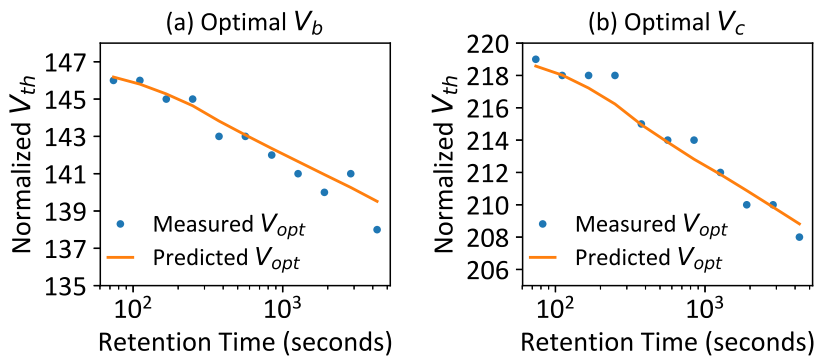 (a) Optimal V_b
Normalized V_th
147
145
143
141
139
137
135
Measured V_opt
Predicted V_opt
10^2
10^3
Retention Time (seconds)
(b) Optimal V_c
Normalized V_th
220
218
216
214
212
210
208
206
Measured V_opt
Predicted V_opt
10^2
10^3
Retention Time (seconds)